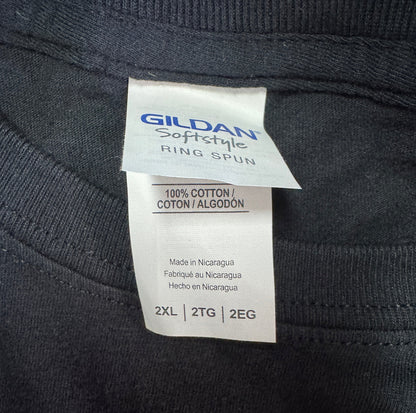 GILDAN
Softstyle
RING SPUN
100% COTTON /
COTON / ALGODÓN
Made in Nicaragua
Fabriqué au Nicaragua
Hecho en Nicaragua
2XL | 2TG | 2EG